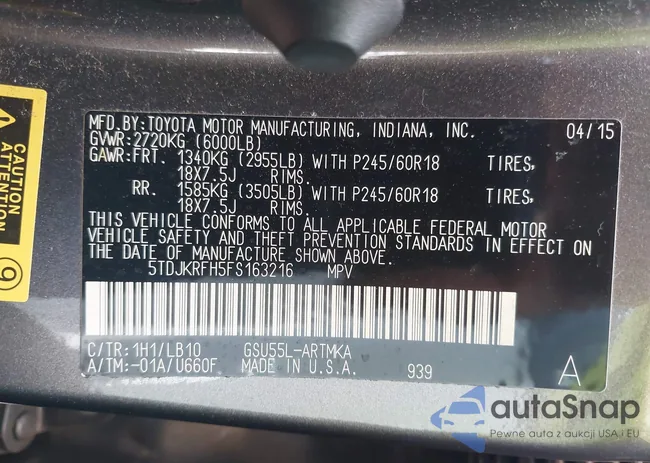 CAUTION
ATTENTION
9
MFD.BY:TOYOTA MOTOR MANUFACTURING, INDIANA, INC. 04/15
GVWR:2720KG (6000LB)
GAWR:FRT. 1340KG (2955LB) WITH P245/60R18 TIRES,
18X7.5J RIMS.
RR. 1585KG (3505LB) WITH P245/60R18 TIRES,
18X7.5J RIMS.
THIS VEHICLE CONFORMS TO ALL APPLICABLE FEDERAL MOTOR
VEHICLE SAFETY AND THEFT PREVENTION STANDARDS IN EFFECT ON
THE DATE OF MANUFACTURE SHOWN ABOVE.
5TDJKRFH5FS163216 MPV
C/TR:1H1/LB10 GSU55L-ARTMKA
A/TM:-01A/U660F MADE IN U.S.A. 939 A
autoSnap
Pewne auta z aukcji USA i EU